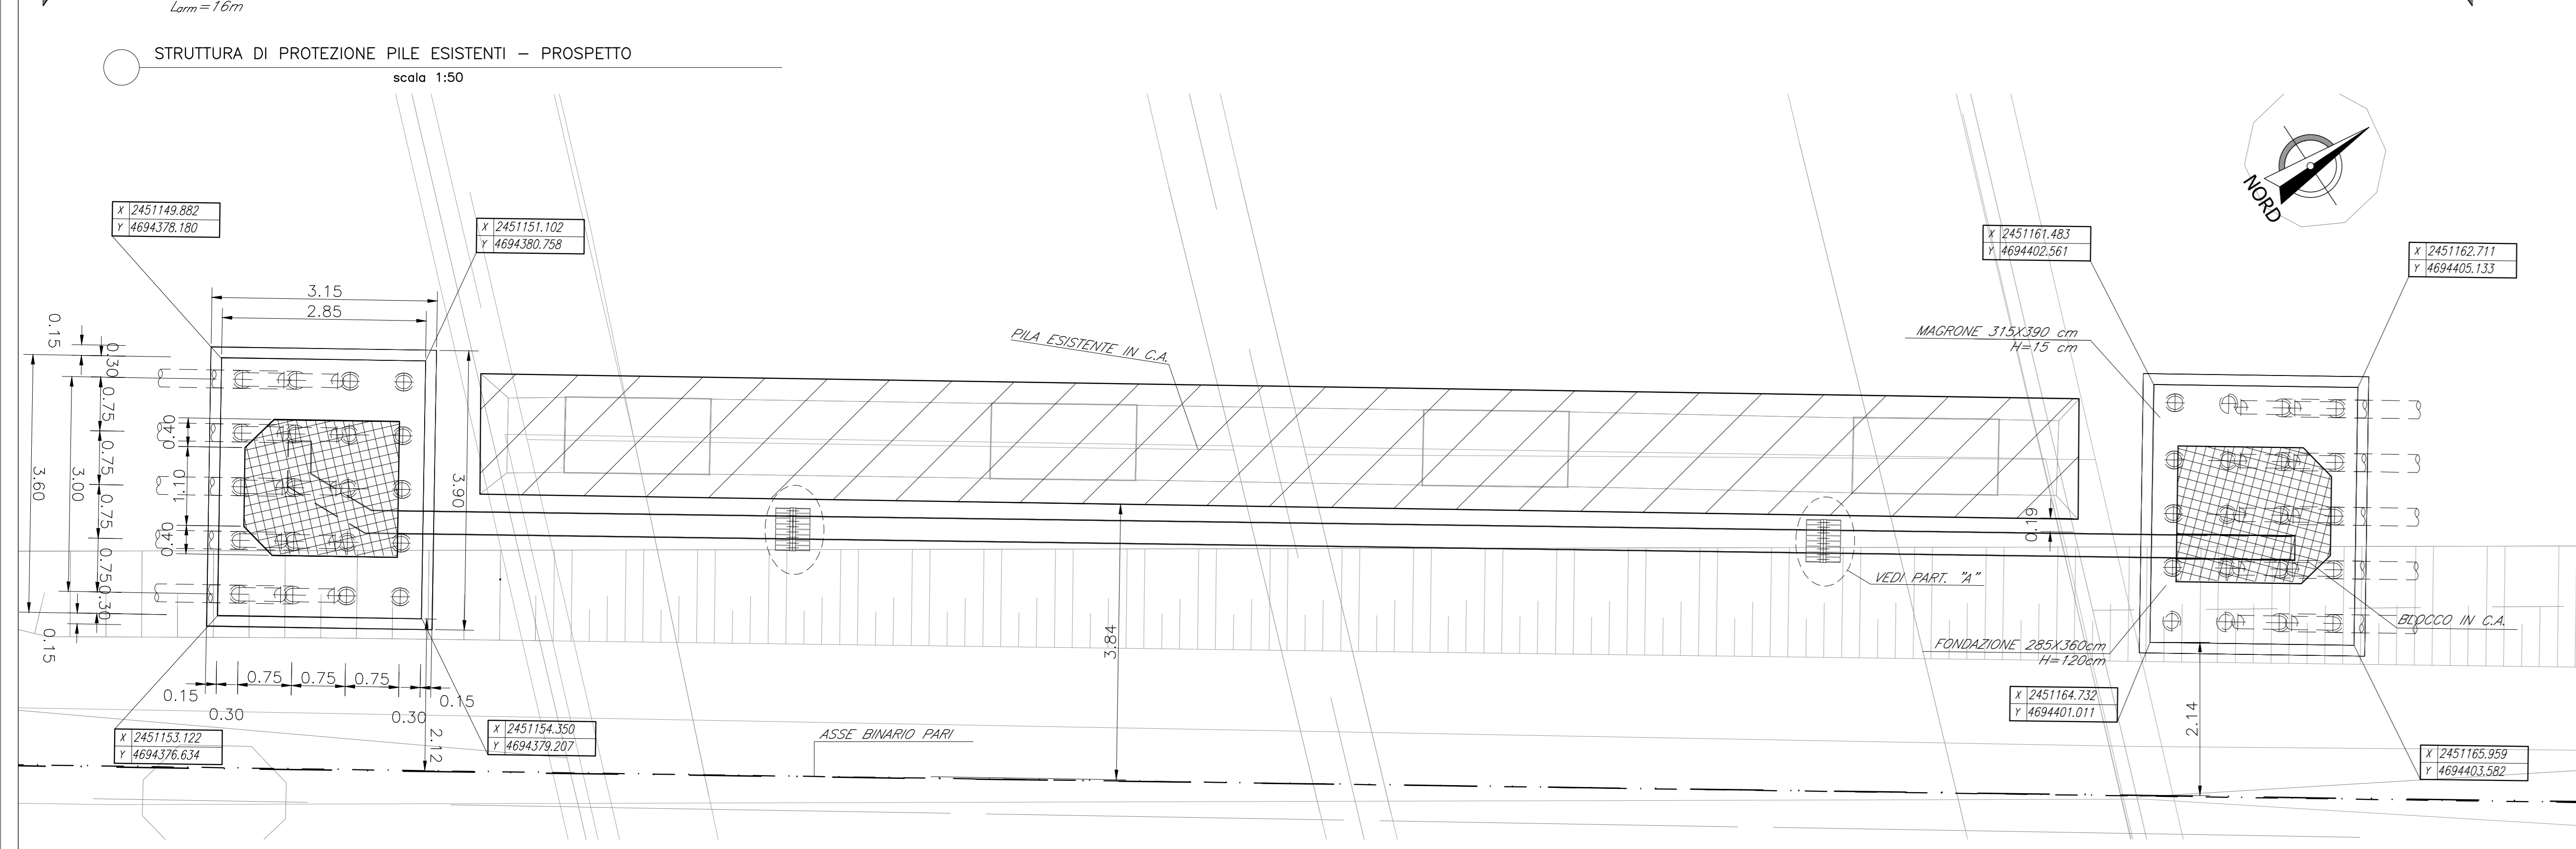 Larm=16m
STRUTTURA DI PROTEZIONE PILE ESISTENTI – PROSPETTO
scala 1:50
NORD
X 2451149.882
Y 4694378.180
X 2451151.102
Y 4694380.758
X 2451161.483
Y 4694402.561
X 2451162.711
Y 4694405.133
3.15
2.85
0.15
0.30
0.75
0.75
0.75
0.75
0.30
0.15
3.60
3.00
0.40
1.10
0.40
3.90
PILA ESISTENTE IN C.A.
MAGRONE 315X390 cm
H=15 cm
0.19
VEDI PART. "A"
3.84
FONDAZIONE 285X360cm
H=120cm
BLOCCO IN C.A.
0.15
0.30
0.75
0.75
0.75
0.30
0.15
2.12
2.14
ASSE BINARIO PARI
X 2451153.122
Y 4694376.634
X 2451154.350
Y 4694379.207
X 2451164.732
Y 4694401.011
X 2451165.959
Y 4694403.582